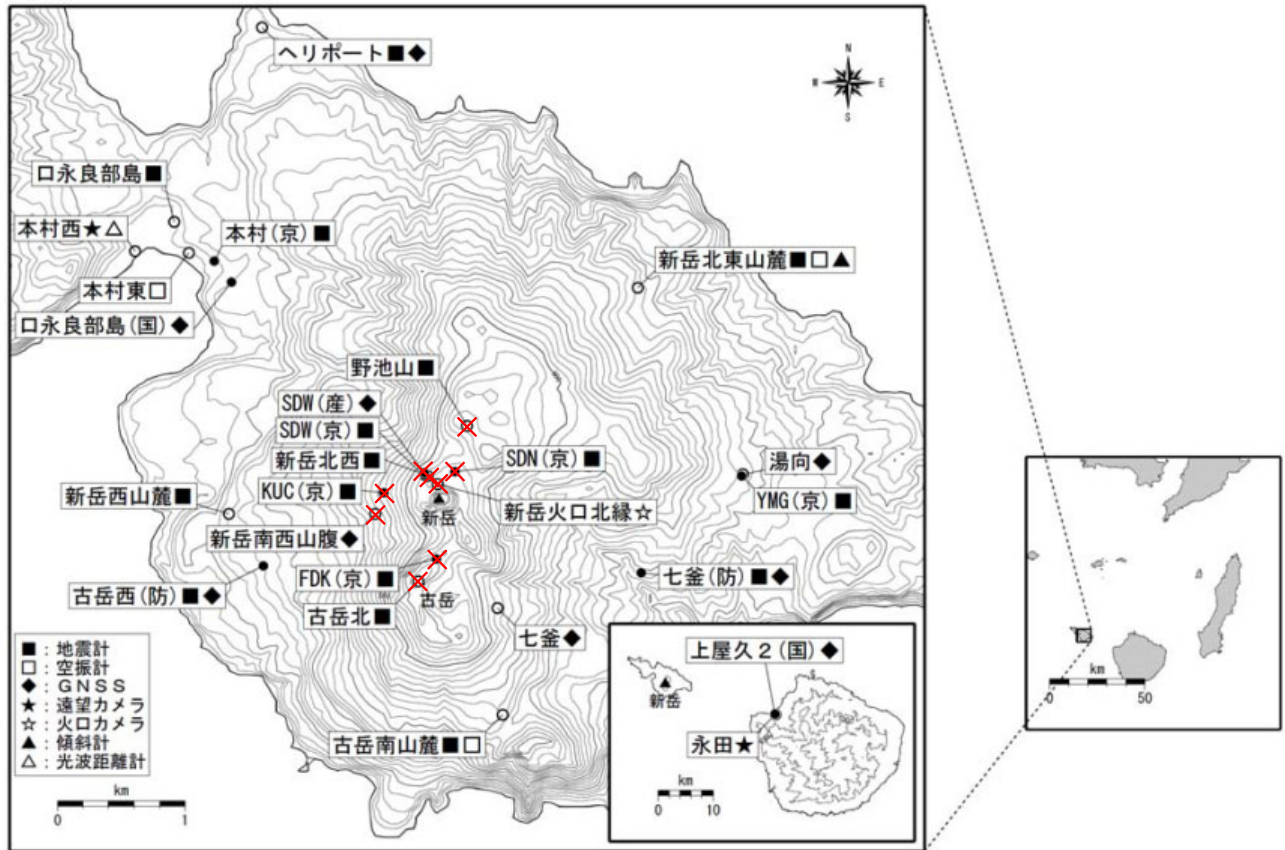 ヘリポート■◆
N
W E
S
口永良部島■
本村西★△
本村(京)■
新岳北東山麓■□▲
本村東□
口永良部島(国)◆
野池山■
SDW(産)◆
SDW(京)■
新岳北西■
SDN(京)■
湯向◆
KUC(京)■
YMG(京)■
新岳西山麓■
新岳
新岳火口北縁☆
新岳南西山腹◆
FDK(京)■
七釜(防)■◆
古岳西(防)■◆
古岳北■
古岳
七釜◆
■:地震計
□:空振計
◆:GNSS
★:遠望カメラ
☆:火口カメラ
▲:傾斜計
△:光波距離計
km
0 1
古岳南山麓■□
上屋久2(国)◆
新岳
永田★
km
0 10
km
0 50